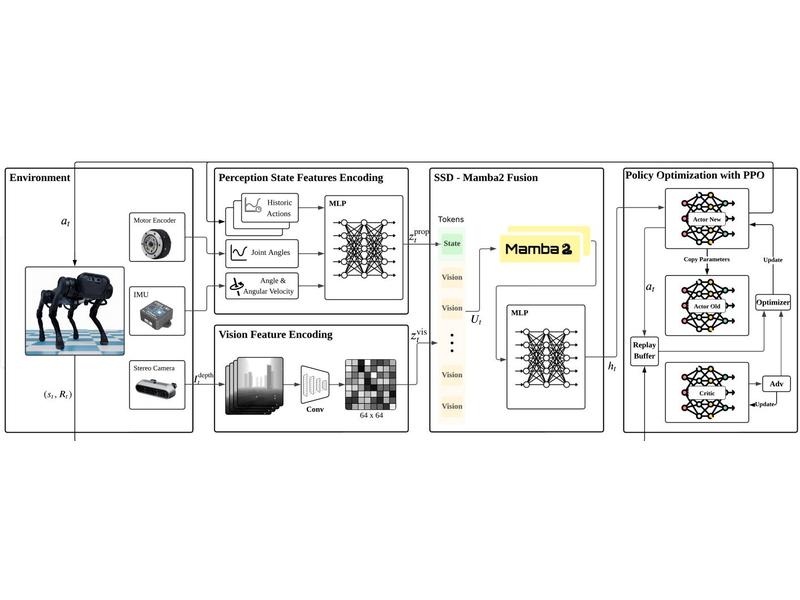 Environment
a_t
Motor Encoder
IMU
Stereo Camera
(s_t, R_t)
I_t^depth
Perception State Features Encoding
Historic
Actions
Joint Angles
Angle &
Angular Velocity
MLP
z_t^prop
Vision Feature Encoding
Conv
64 x 64
z_t^vis
SSD - Mamba2 Fusion
Tokens
State
Vision
Vision
Vision
Vision
U_t
Mamba 2
MLP
h_t
Policy Optimization with PPO
Actor New
Copy Parameters
Update
a_t
Actor Old
Optimizer
Replay
Buffer
Critic
Adv
Update